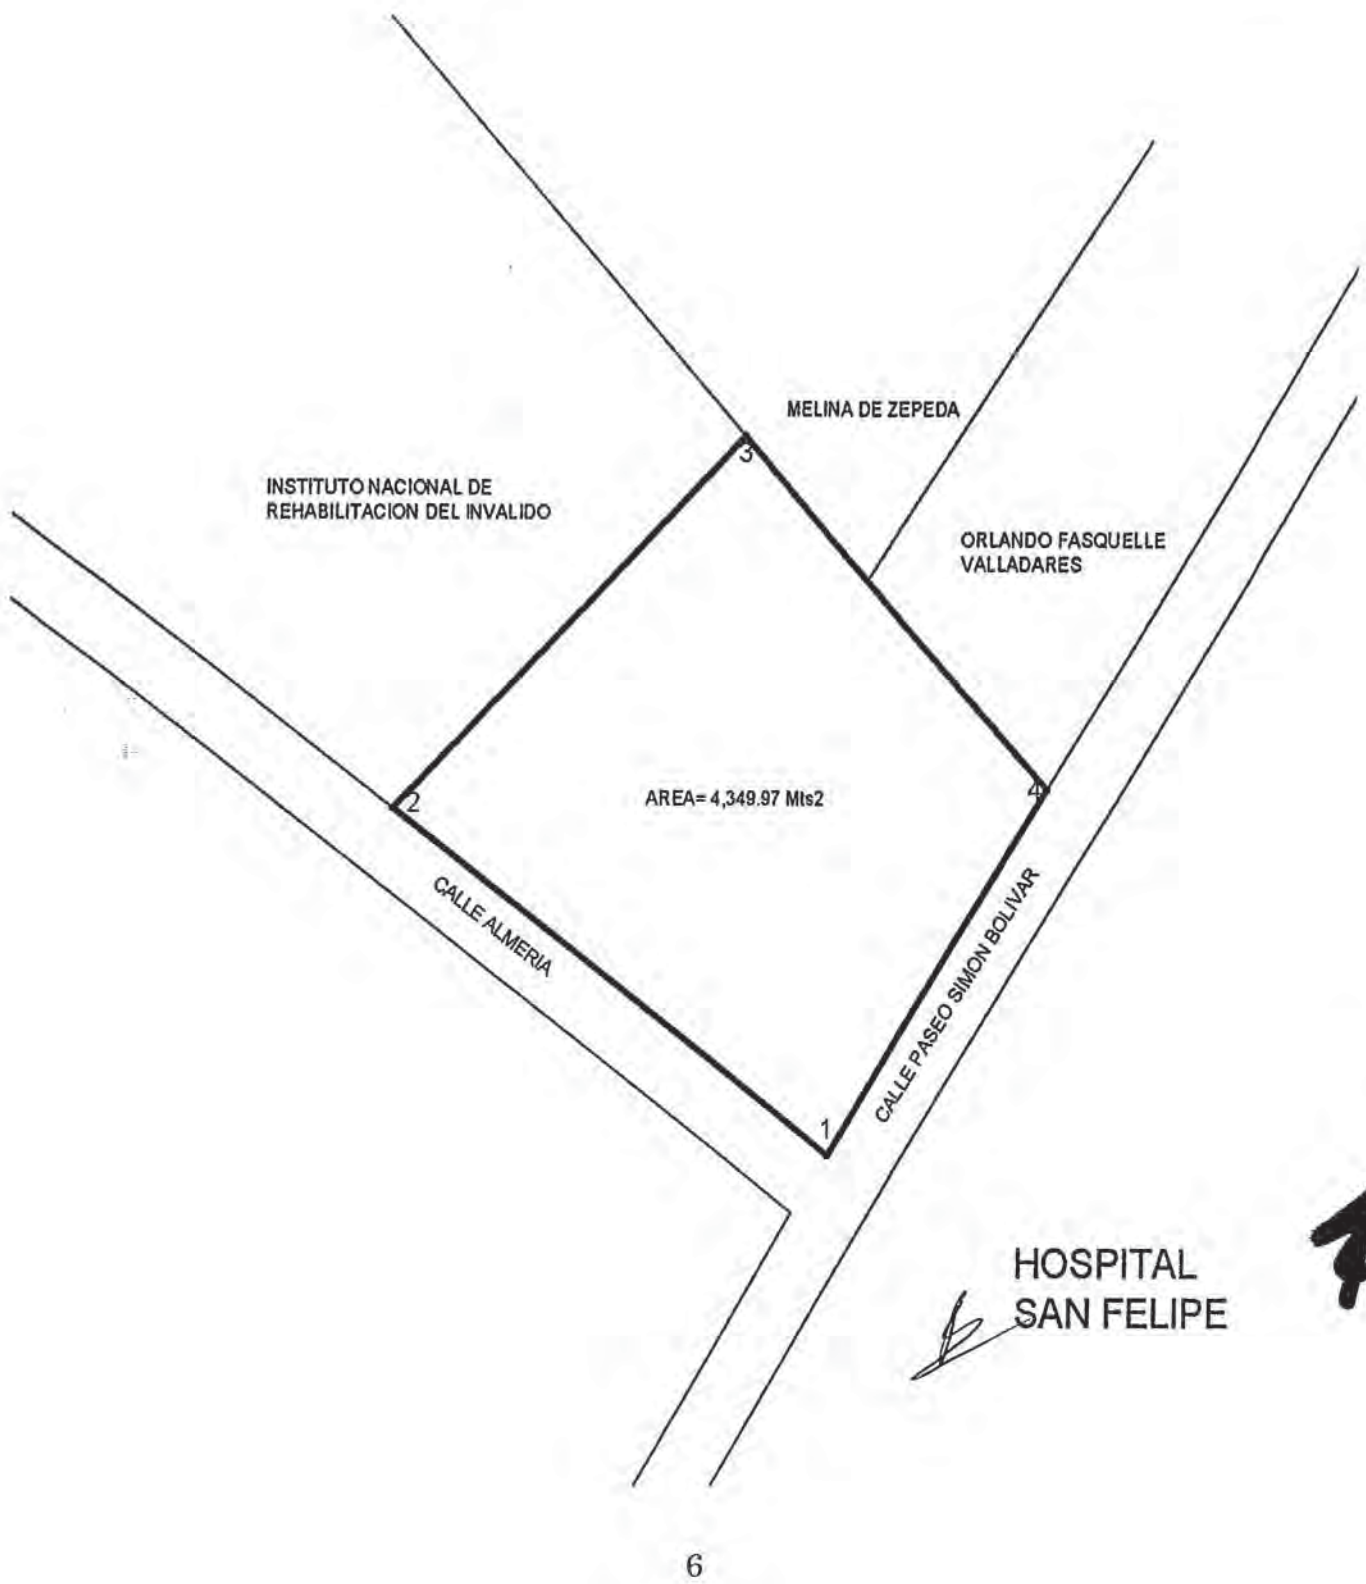 MELINA DE ZEPEDA
3
INSTITUTO NACIONAL DE
REHABILITACION DEL INVALIDO
ORLANDO FASQUELLE
VALLADARES
2
AREA= 4,349.97 Mts2
4
CALLE ALMERIA
CALLE PASEO SIMON BOLIVAR
1
HOSPITAL
SAN FELIPE
6